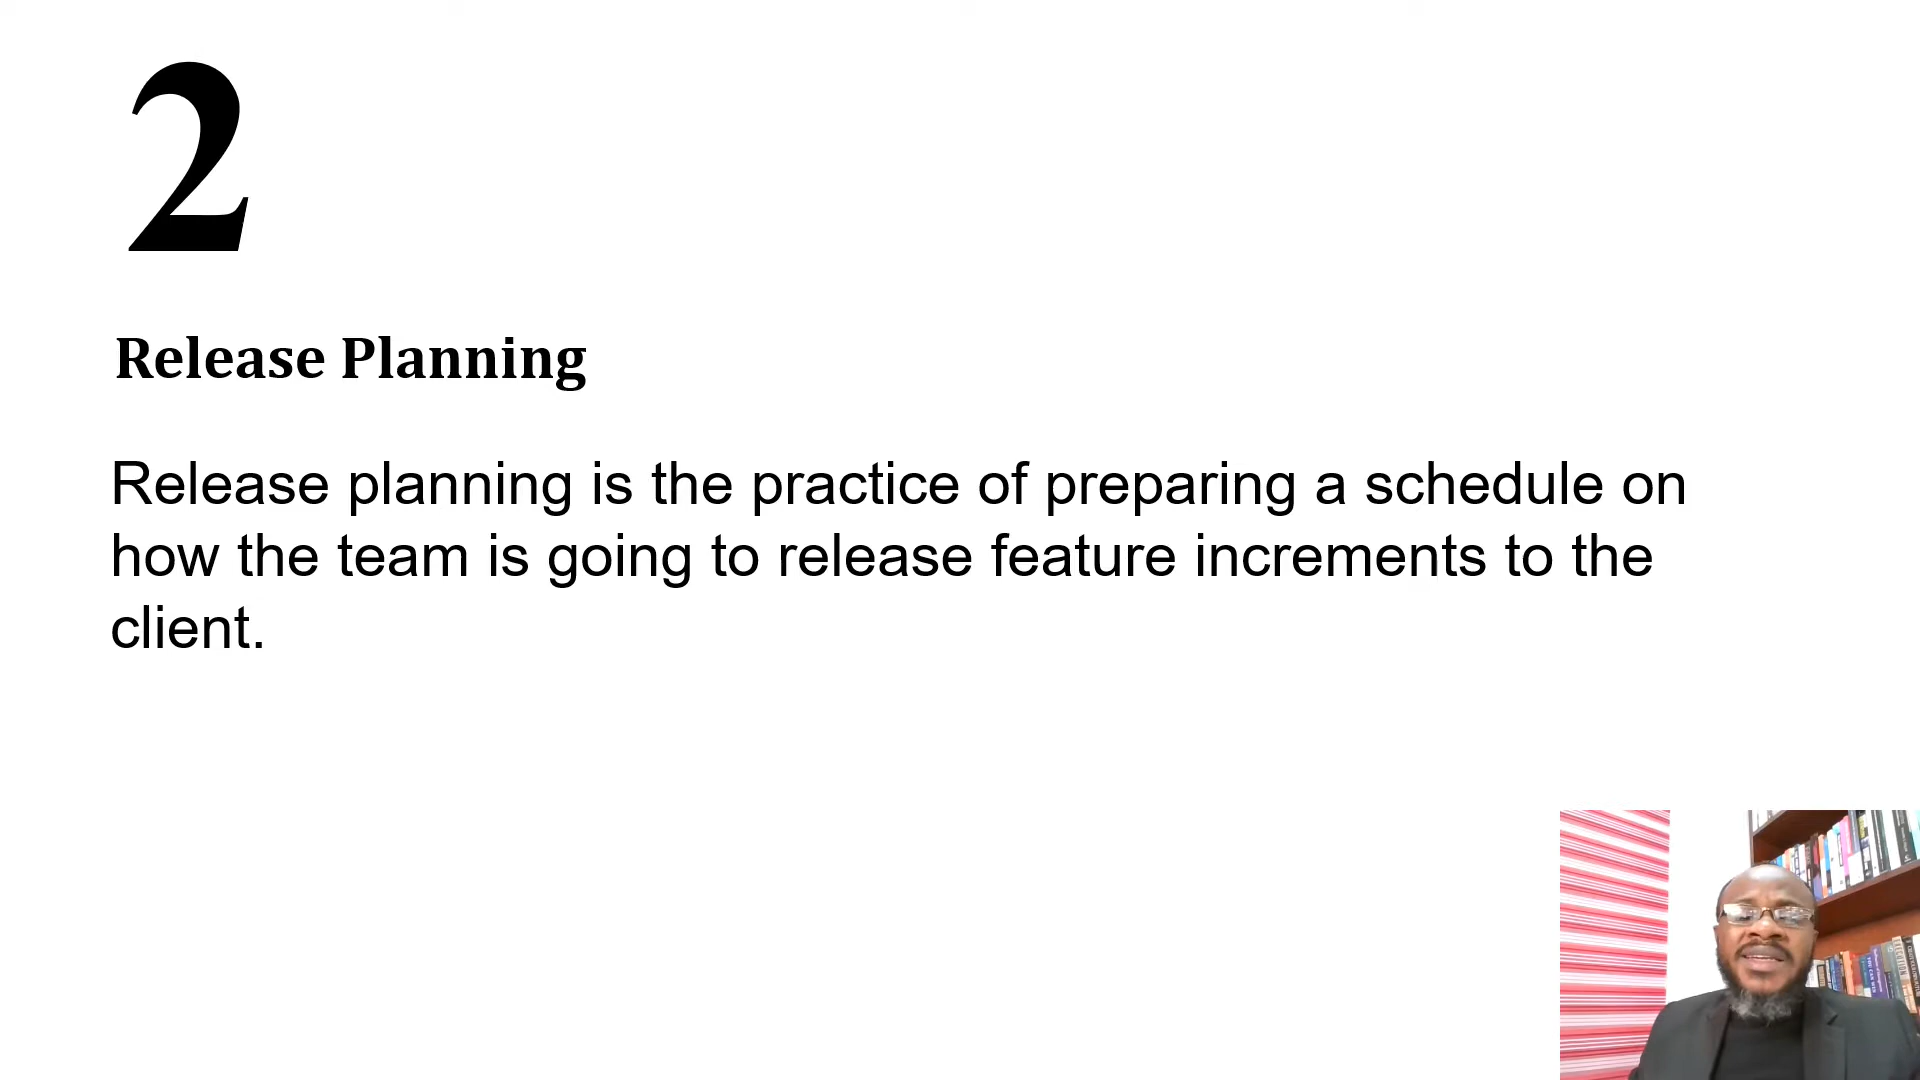 2
Release Planning
Release planning is the practice of preparing a schedule on
how the team is going to release feature increments to the
client.